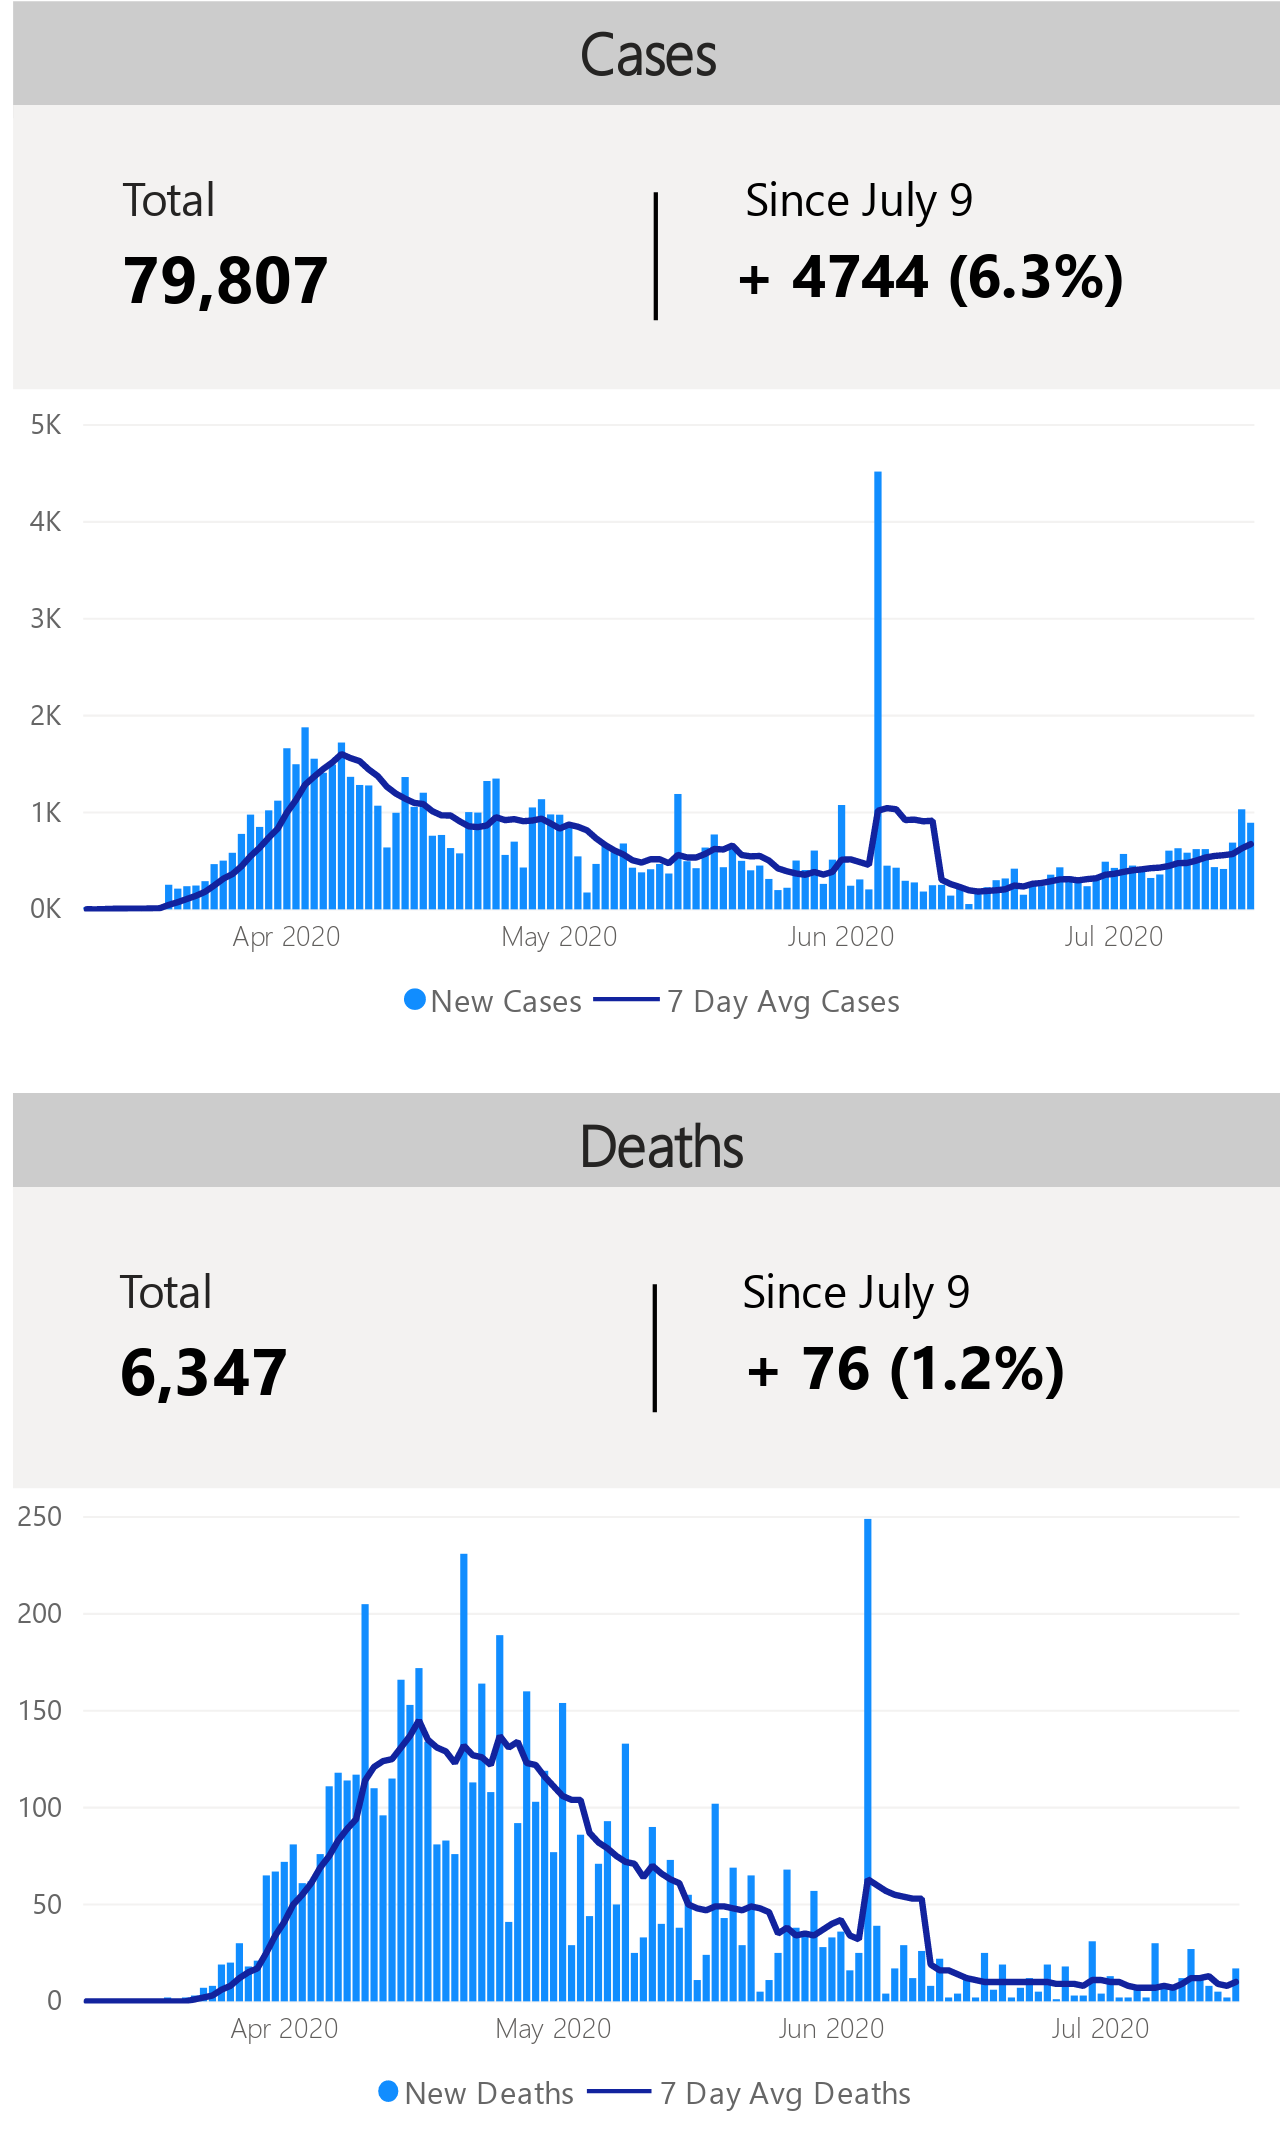 Cases
Total
Since July 9
79,807
+ 4744 (6.3%)
5K
4K
3K
2K
1K
0K
Apr 2020
May 2020
Jun 2020
Jul 2020
New Cases
7 Day Avg Cases
Deaths
Total
Since July 9
6,347
+ 76 (1.2%)
250
200
150
100
50
0
Apr 2020
May 2020
Jun 2020
Jul 2020
New Deaths
7 Day Avg Deaths